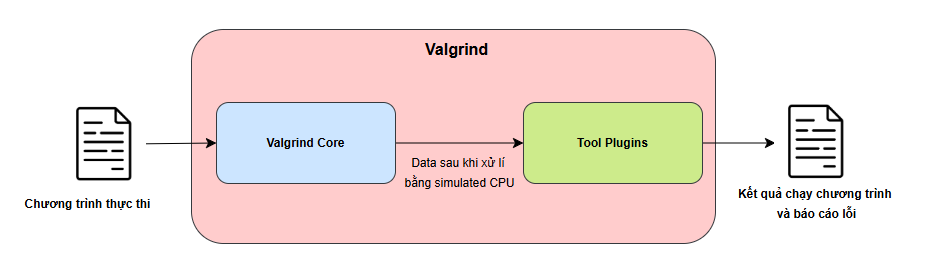 Valgrind
Valgrind Core
Tool Plugins
Data sau khi xử lí
bằng simulated CPU
Chương trình thực thi
Kết quả chạy chương trình
và báo cáo lỗi